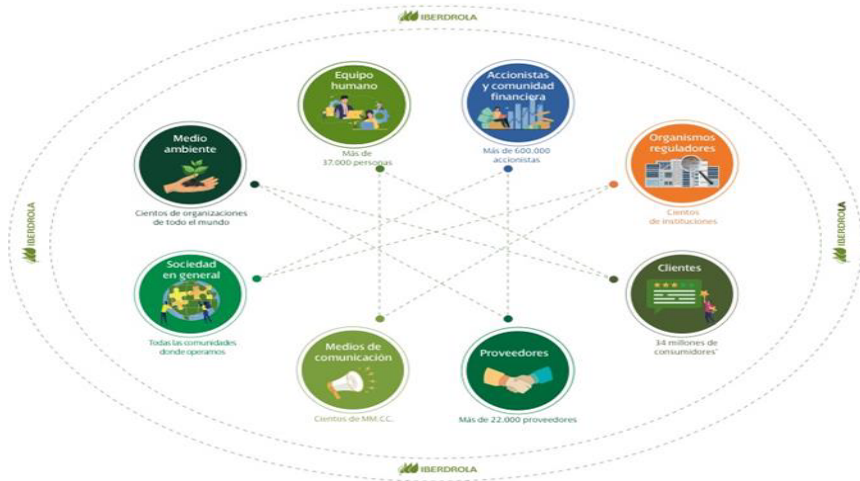 IBERDROLA
Equipo
humano
Más de
37.000 personas
Accionistas
y comunidad
financiera
Más de 600.000
accionistas
Medio
ambiente
Cientos de organizaciones
de todo el mundo
Organismos
reguladores
Cientos
de instituciones
IBERDROLA
IBERDROLA
Sociedad
en general
Todas las comunidades
donde operamos
Clientes
34 millones de
consumidores*
Medios de
comunicación
Cientos de MM.CC.
Proveedores
Más de 22.000 proveedores
IBERDROLA